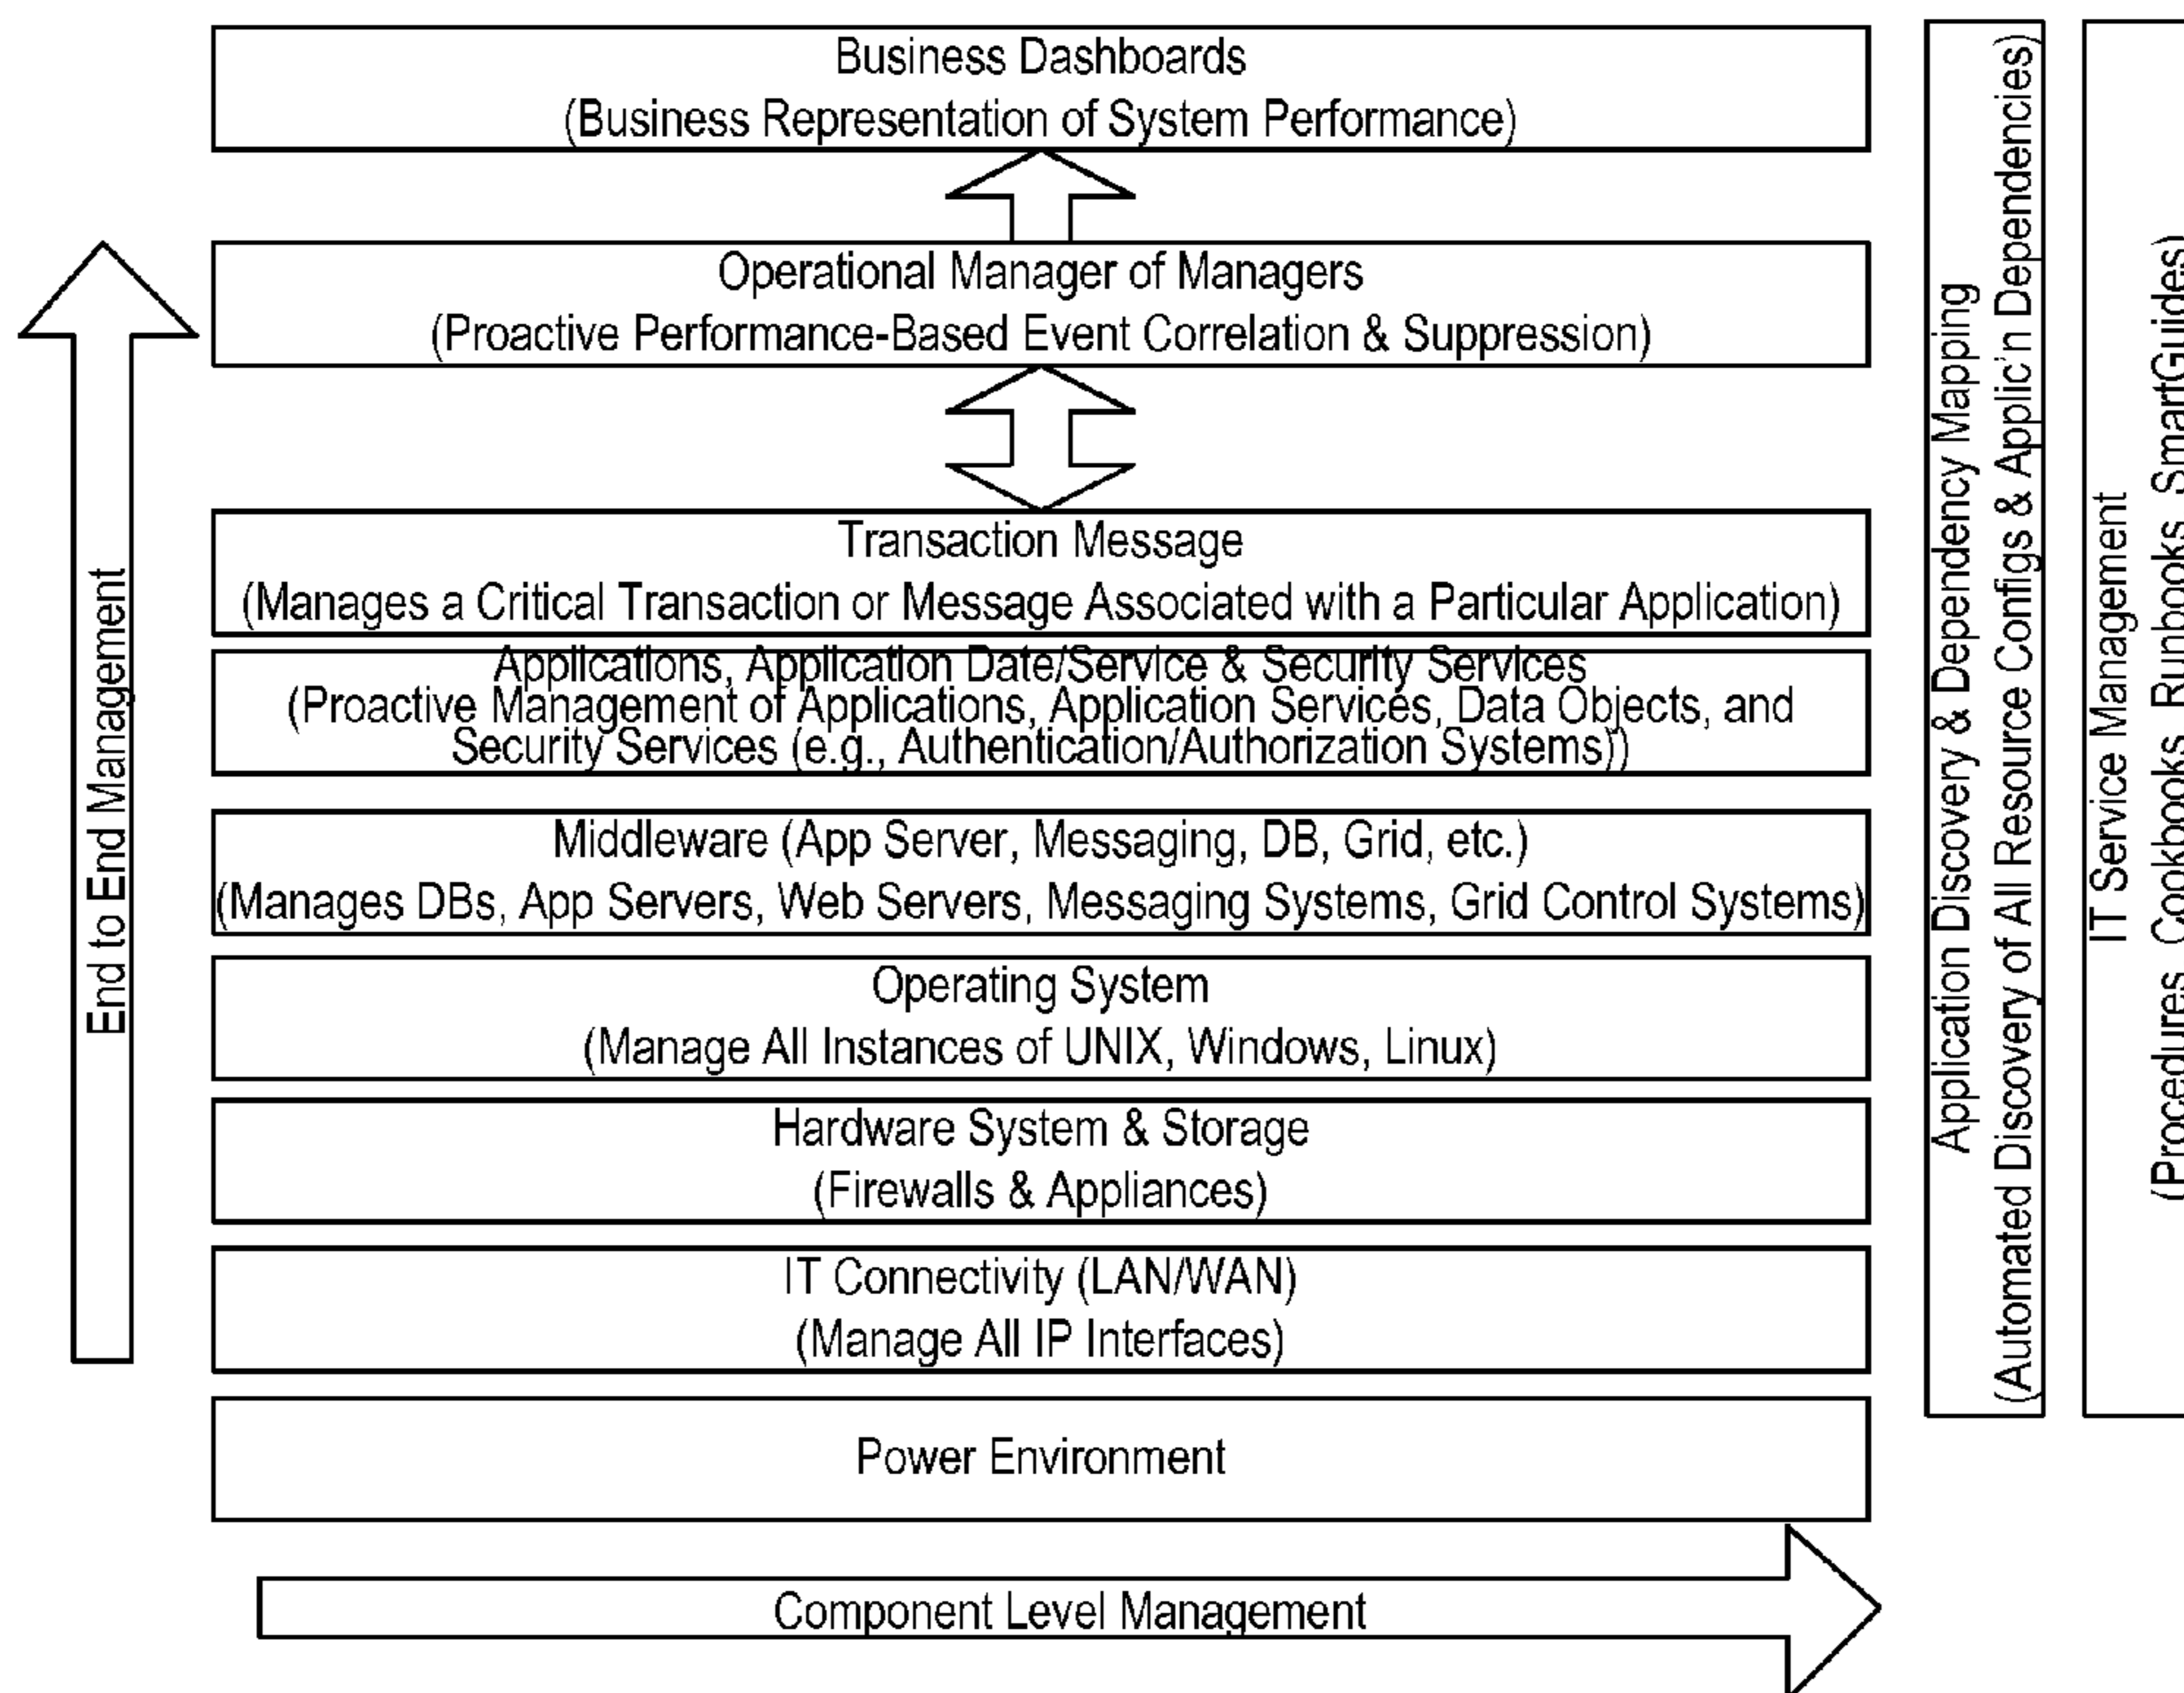 Business Dashboards
(Business Representation of System Performance)
Operational Manager of Managers
(Proactive Performance-Based Event Correlation & Suppression)
Transaction Message
(Manages a Critical Transaction or Message Associated with a Particular Application)
Applications, Application Date/Service & Security Services
(Proactive Management of Applications, Application Services, Data Objects, and
Security Services (e.g., Authentication/Authorization Systems))
Middleware (App Server, Messaging, DB, Grid, etc.)
(Manages DBs, App Servers, Web Servers, Messaging Systems, Grid Control Systems)
Operating System
(Manage All Instances of UNIX, Windows, Linux)
Hardware System & Storage
(Firewalls & Appliances)
IT Connectivity (LAN/WAN)
(Manage All IP Interfaces)
Power Environment
Component Level Management
End to End Management
Application Discovery & Dependency Mapping
(Automated Discovery of All Resource Configs & Applic'n Dependencies)
IT Service Management
(Procedures Cookbooks Runbooks SmartGuides)